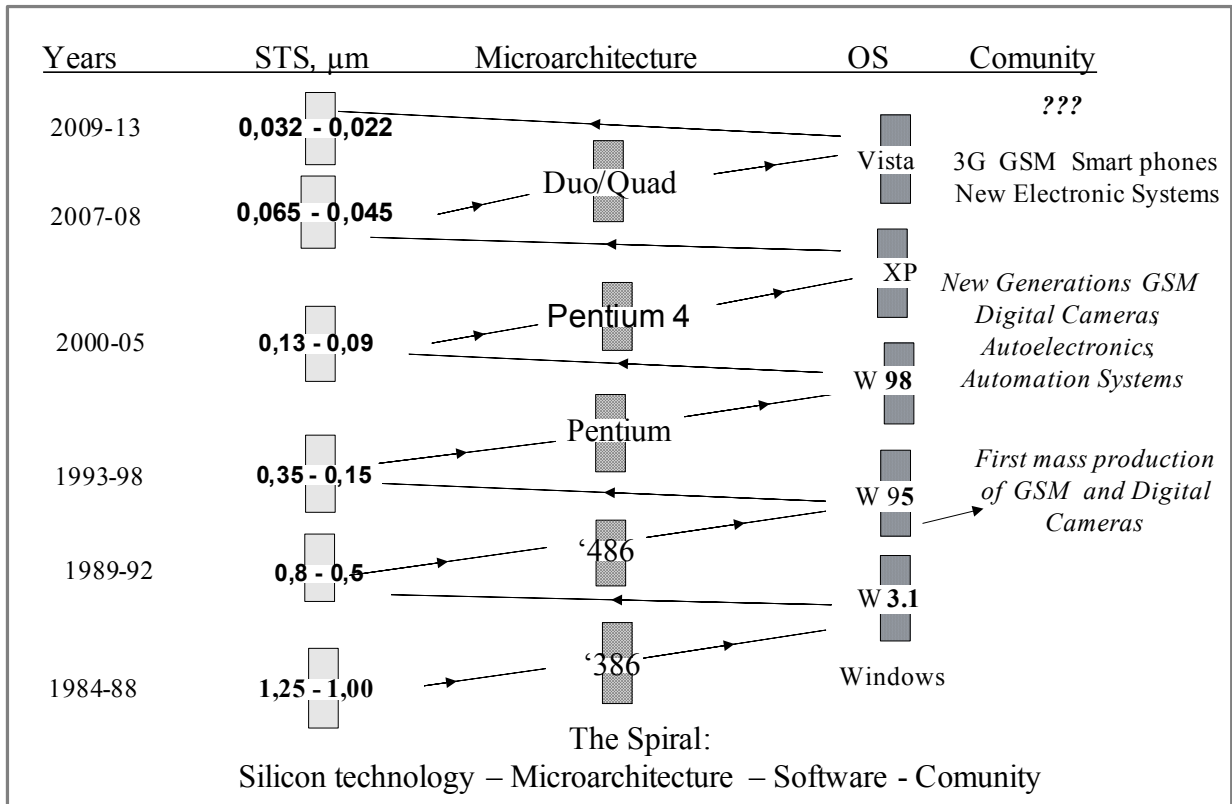 Years STS, µm Microarchitecture OS Comunity
???
2009-13 0,032 - 0,022
Vista 3G GSM Smart phones
Duo/Quad
New Electronic Systems
2007-08 0,065 - 0,045
XP
New Generations GSM
Digital Cameras,
Pentium 4
2000-05 0,13 - 0,09
Autoelectronics,
W 98 Automation Systems
Pentium
First mass production
1993-98 0,35 - 0,15
W 95 of GSM and Digital
Cameras
‘486
1989-92 0,8 - 0,5
W 3.1
‘386
Windows
1984-88 1,25 - 1,00
The Spiral:
Silicon technology – Microarchitecture – Software - Comunity